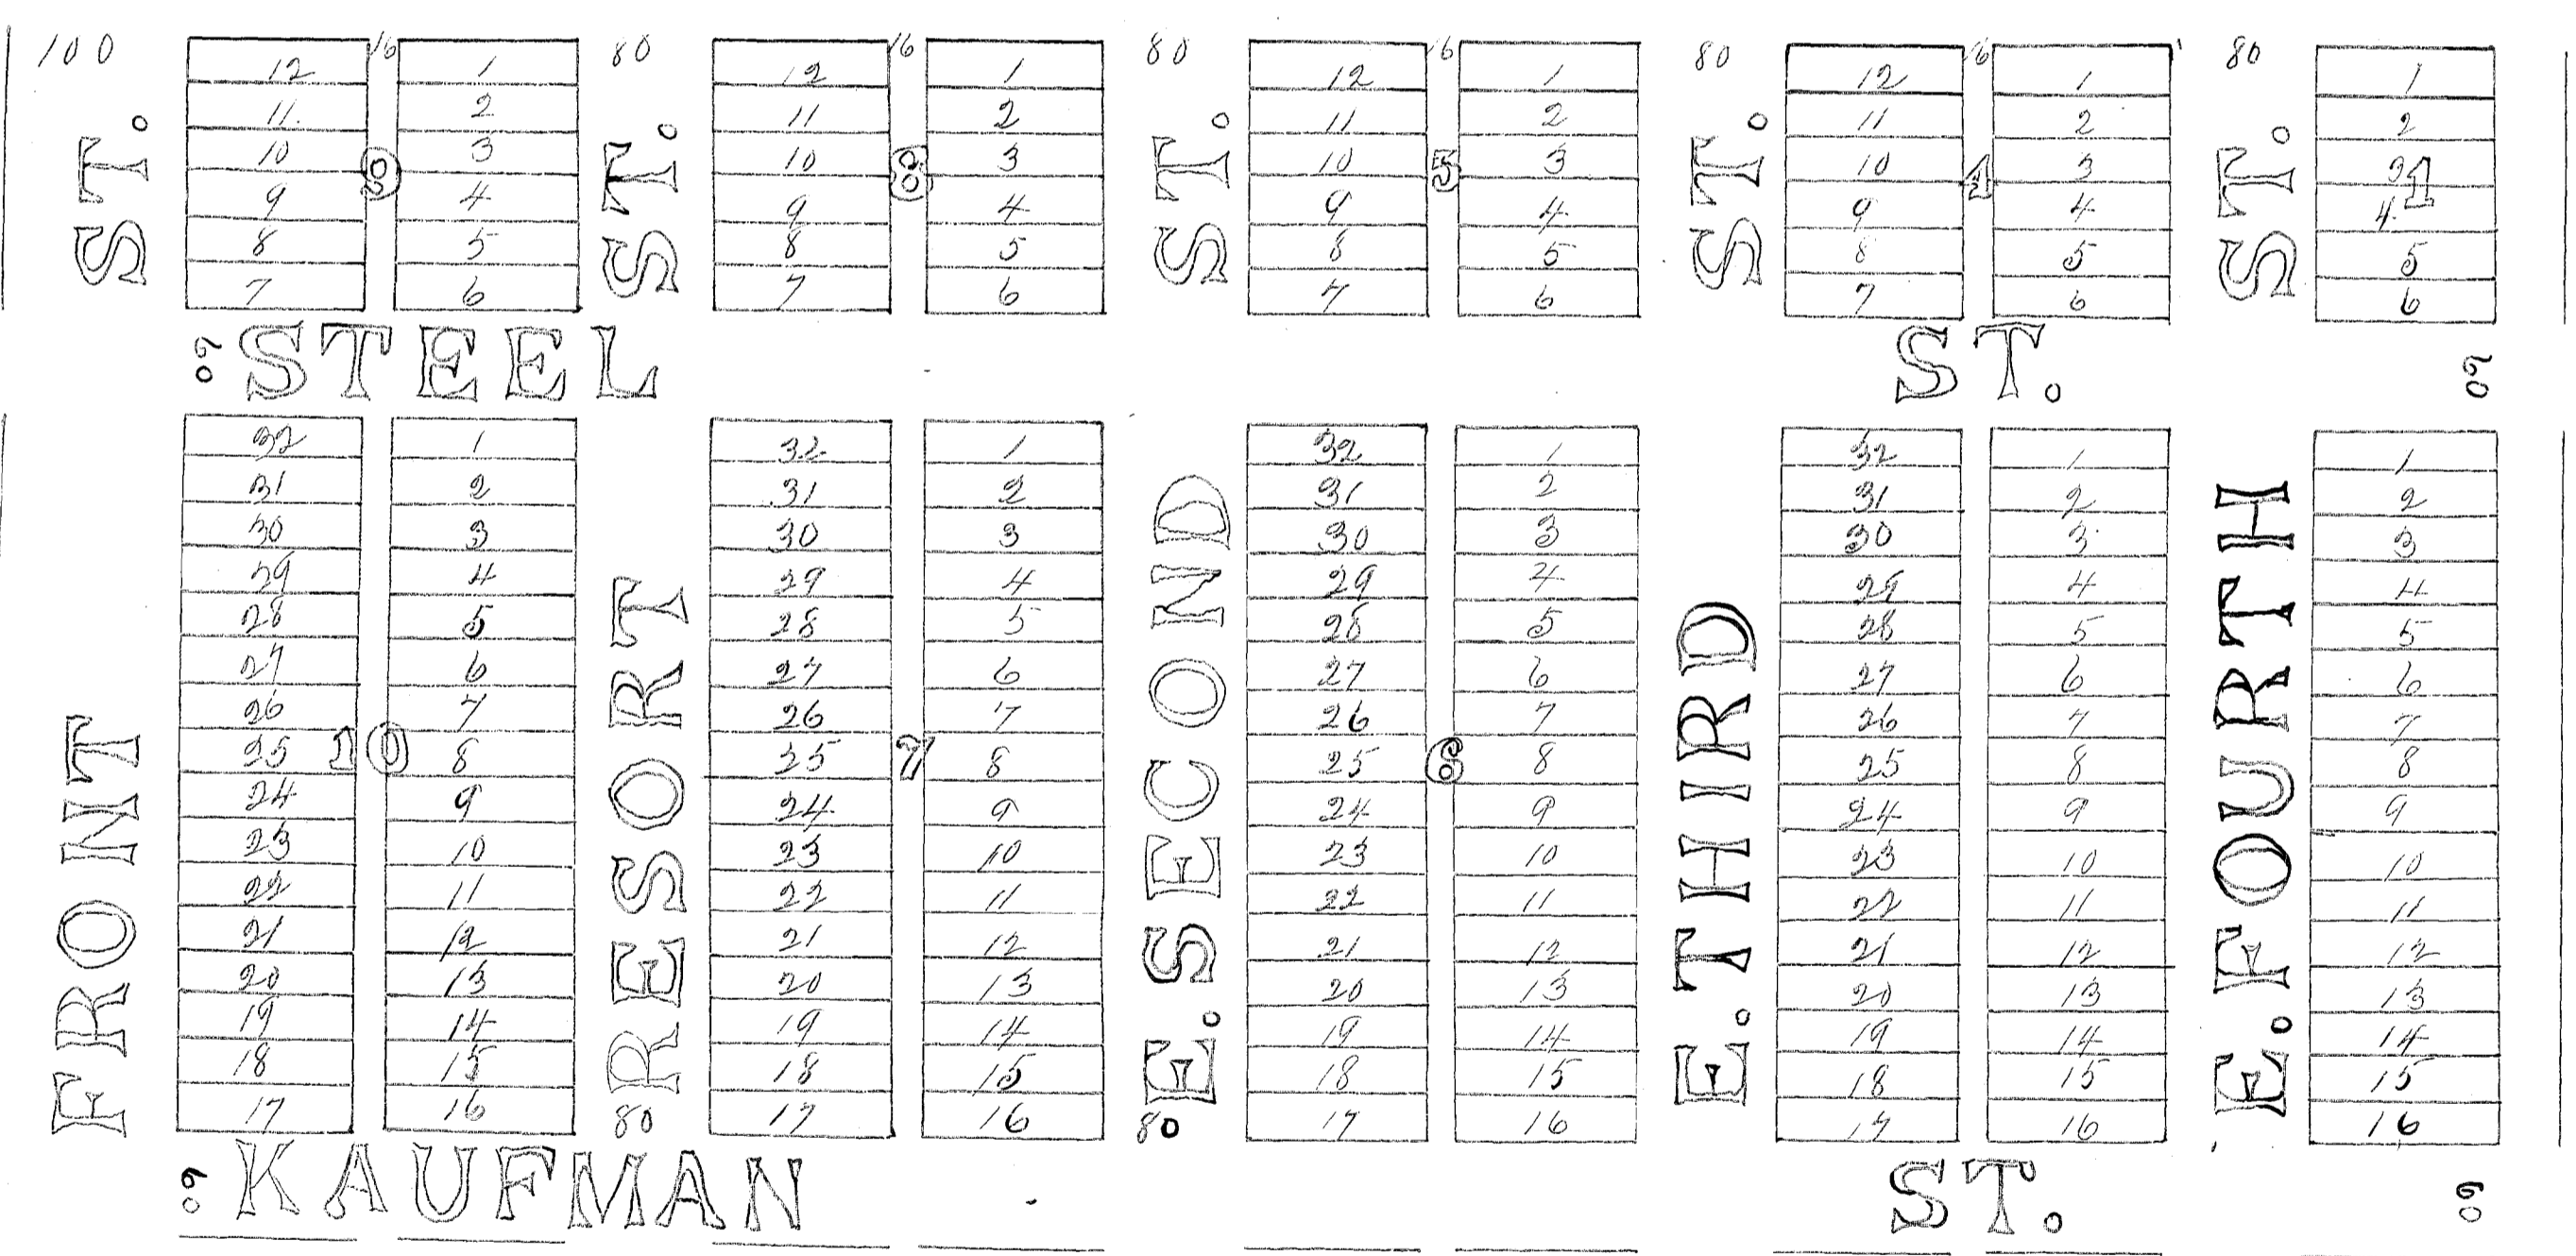 100 16 80 16 80 16 80 16 80
12 1 12 1 12 1 12 1 1
11 2 11 2 11 2 11 2 2
10 3 10 3 10 3 10 3 3
9 8 5 4 1
9 4 9 4 9 4 9 4 4
8 5 8 5 8 5 8 5 5
7 6 7 6 7 6 7 6 6
ST. ST. ST. ST. ST.
60 STEEL ST. 60
32 1 32 1 32 1 32 1 1
31 2 31 2 31 2 31 2 2
30 3 30 3 30 3 30 3 3
29 4 29 4 29 4 29 4 4
28 5 28 5 28 5 28 5 5
27 6 27 6 27 6 27 6 6
26 7 26 7 26 7 26 7 7
25 10 8 25 7 8 25 6 8 25 8 8
24 9 24 9 24 9 24 9 9
23 10 23 10 23 10 23 10 10
22 11 22 11 22 11 22 11 11
21 12 21 12 21 12 21 12 12
20 13 20 13 20 13 20 13 13
19 14 19 14 19 14 19 14 14
18 15 18 15 18 15 18 15 15
17 16 17 16 17 16 17 16 16
FRONT
RESORT
E. SECOND
E. THIRD
E. FOURTH
80 80
60 KAUFMAN ST. 60